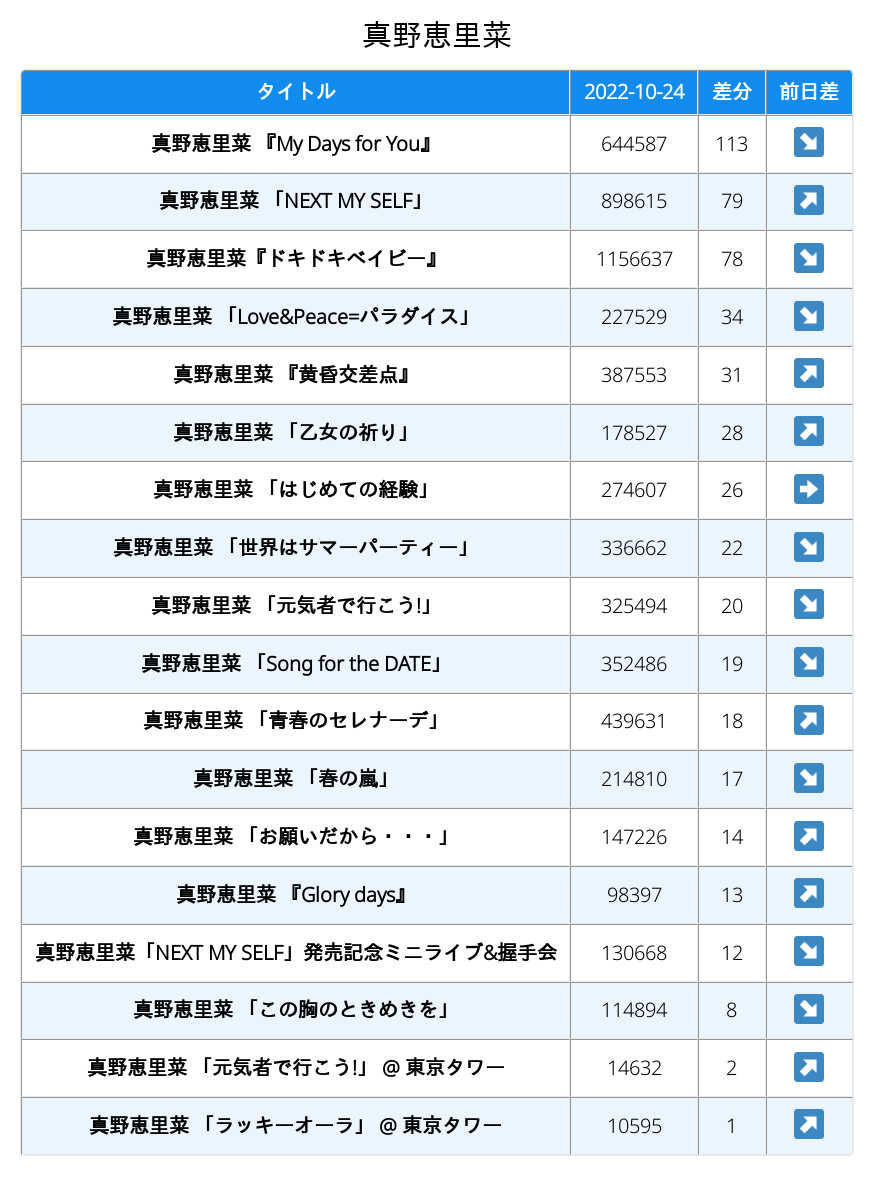 真野恵里菜
タイトル 2022-10-24 差分 前日差
真野恵里菜 『My Days for You』 644587 113 ↘
真野恵里菜 「NEXT MY SELF」 898615 79 ↗
真野恵里菜『ドキドキベイビー』 1156637 78 ↘
真野恵里菜 「Love&Peace=パラダイス」 227529 34 ↘
真野恵里菜 『黄昏交差点』 387553 31 ↗
真野恵里菜 「乙女の祈り」 178527 28 ↗
真野恵里菜 「はじめての経験」 274607 26 →
真野恵里菜 「世界はサマーパーティー」 336662 22 ↘
真野恵里菜 「元気者で行こう!」 325494 20 ↘
真野恵里菜 「Song for the DATE」 352486 19 ↘
真野恵里菜 「青春のセレナーデ」 439631 18 ↗
真野恵里菜 「春の嵐」 214810 17 ↘
真野恵里菜 「お願いだから・・・」 147226 14 ↗
真野恵里菜 『Glory days』 98397 13 ↗
真野恵里菜「NEXT MY SELF」発売記念ミニライブ&握手会 130668 12 ↘
真野恵里菜 「この胸のときめきを」 114894 8 ↘
真野恵里菜 「元気者で行こう!」 @ 東京タワー 14632 2 ↗
真野恵里菜 「ラッキーオーラ」 @ 東京タワー 10595 1 ↗